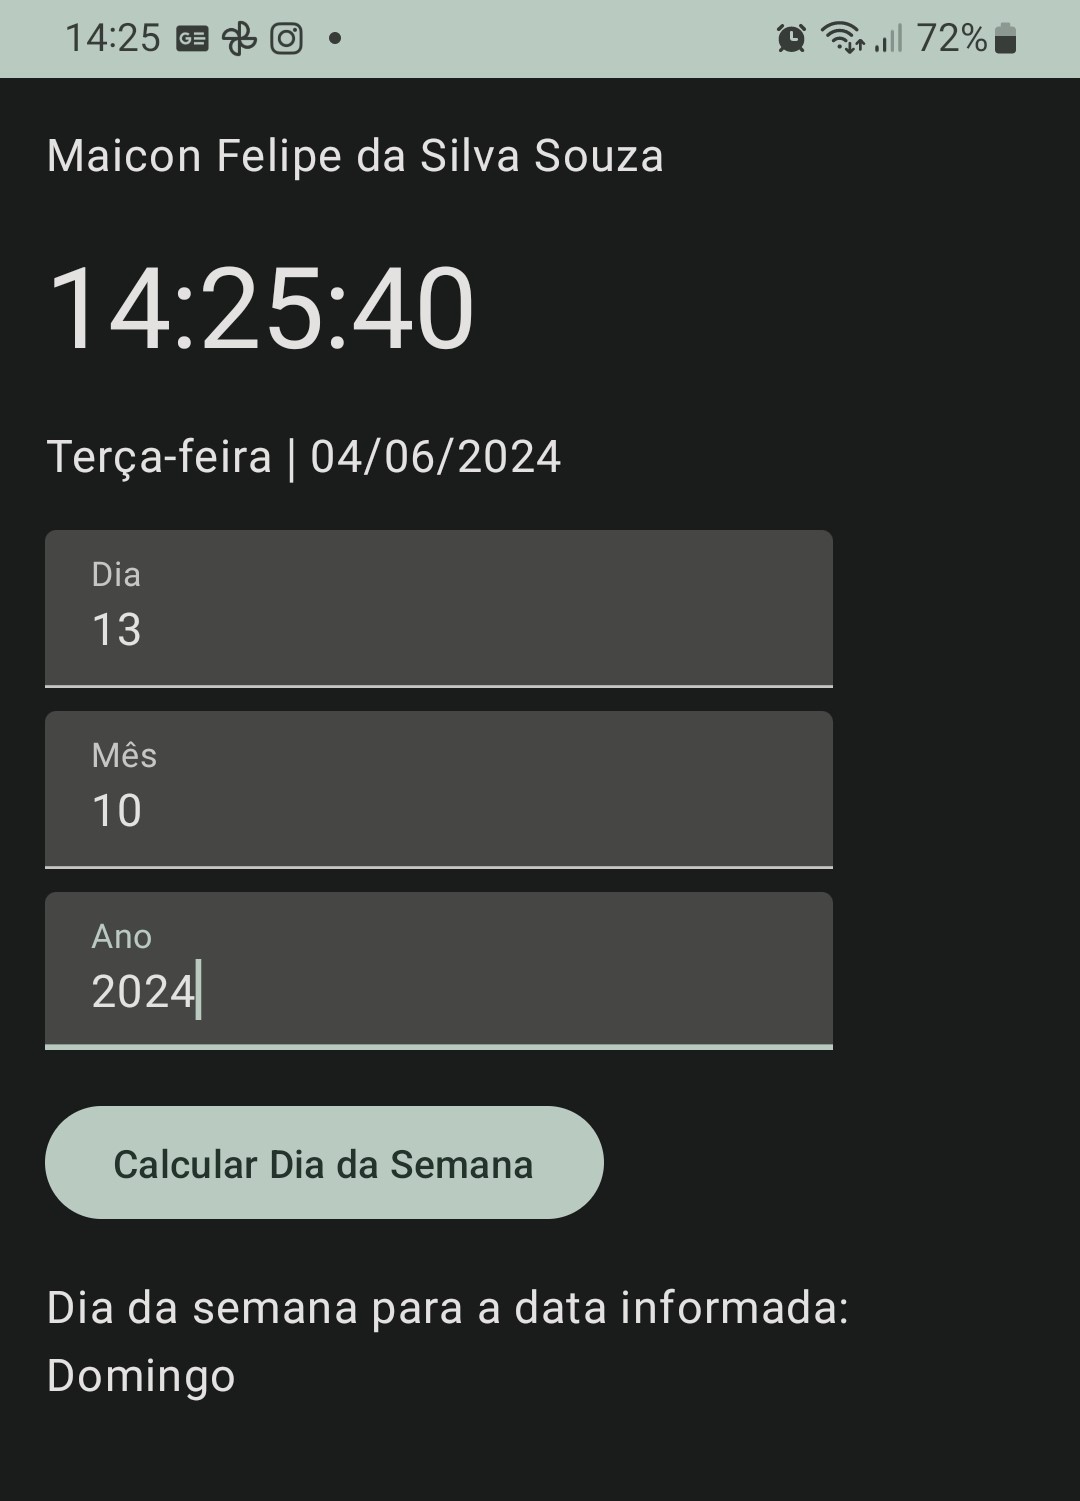 14:25 72%
Maicon Felipe da Silva Souza
14:25:40
Terça-feira | 04/06/2024
Dia
13
Mês
10
Ano
2024
Calcular Dia da Semana
Dia da semana para a data informada:
Domingo